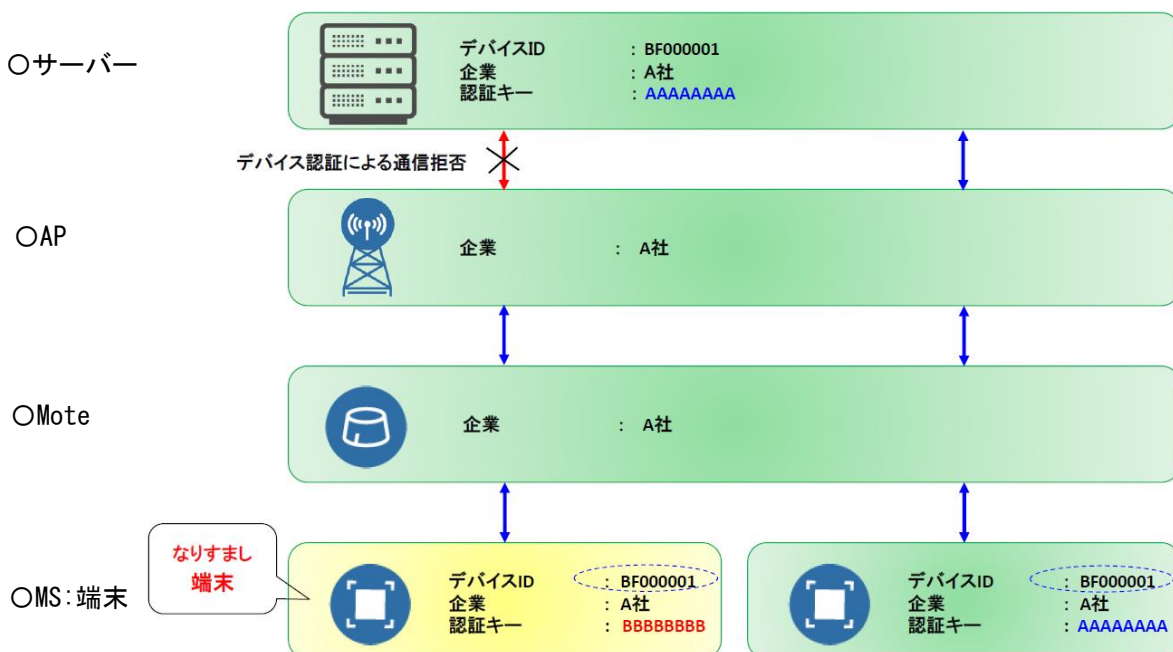 ○サーバー
デバイスID : BF000001
企業 : A社
認証キー : AAAAAAAA
デバイス認証による通信拒否
○AP
企業 : A社
○Mote
企業 : A社
なりすまし
端末
○MS:端末
デバイスID : BF000001
企業 : A社
認証キー : BBBBBBBB
デバイスID : BF000001
企業 : A社
認証キー : AAAAAAAA